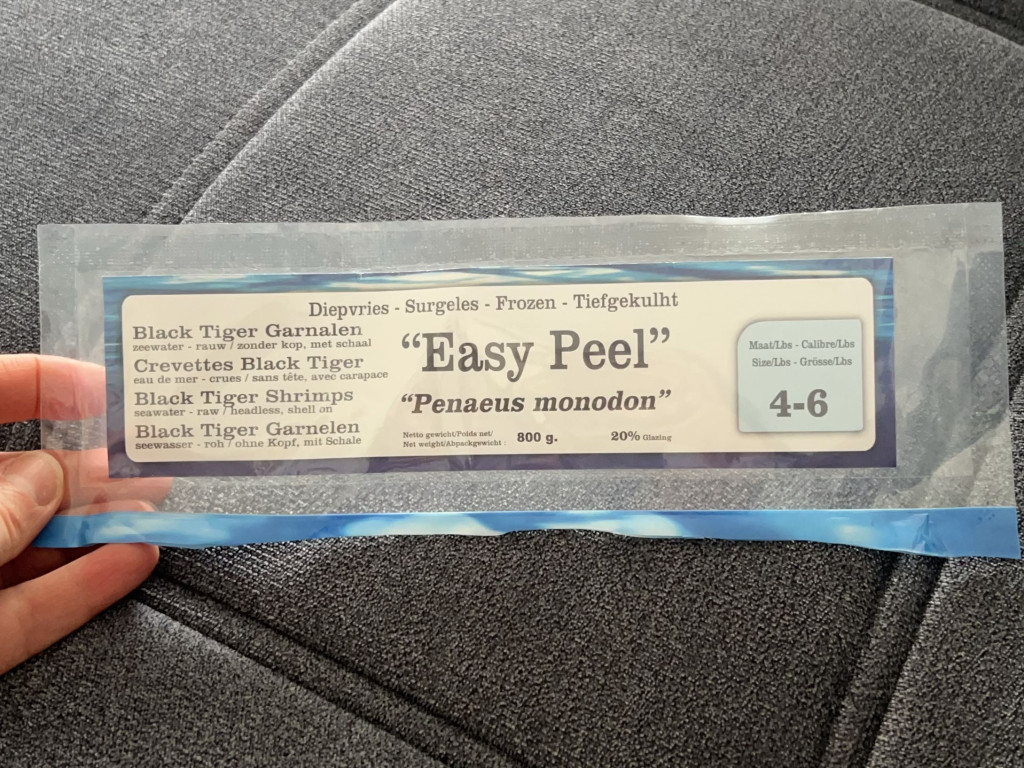 Diepvries - Surgeles - Frozen - Tiefgekulht
Black Tiger Garnalen
zeewater - rauw / zonder kop, met schaal
Crevettes Black Tiger
eau de mer - crues / sans tête, avec carapace
Black Tiger Shrimps
seawater - raw / headless, shell on
Black Tiger Garnelen
seewasser - roh / ohne Kopf, mit Schale
“Easy Peel”
“Penaeus monodon”
Netto gewicht/Poids net/
Net weight/Abpackgewicht : 800 g. 20% Glazing
Maat/Lbs - Calibre/Lbs
Size/Lbs - Grösse/Lbs
4-6